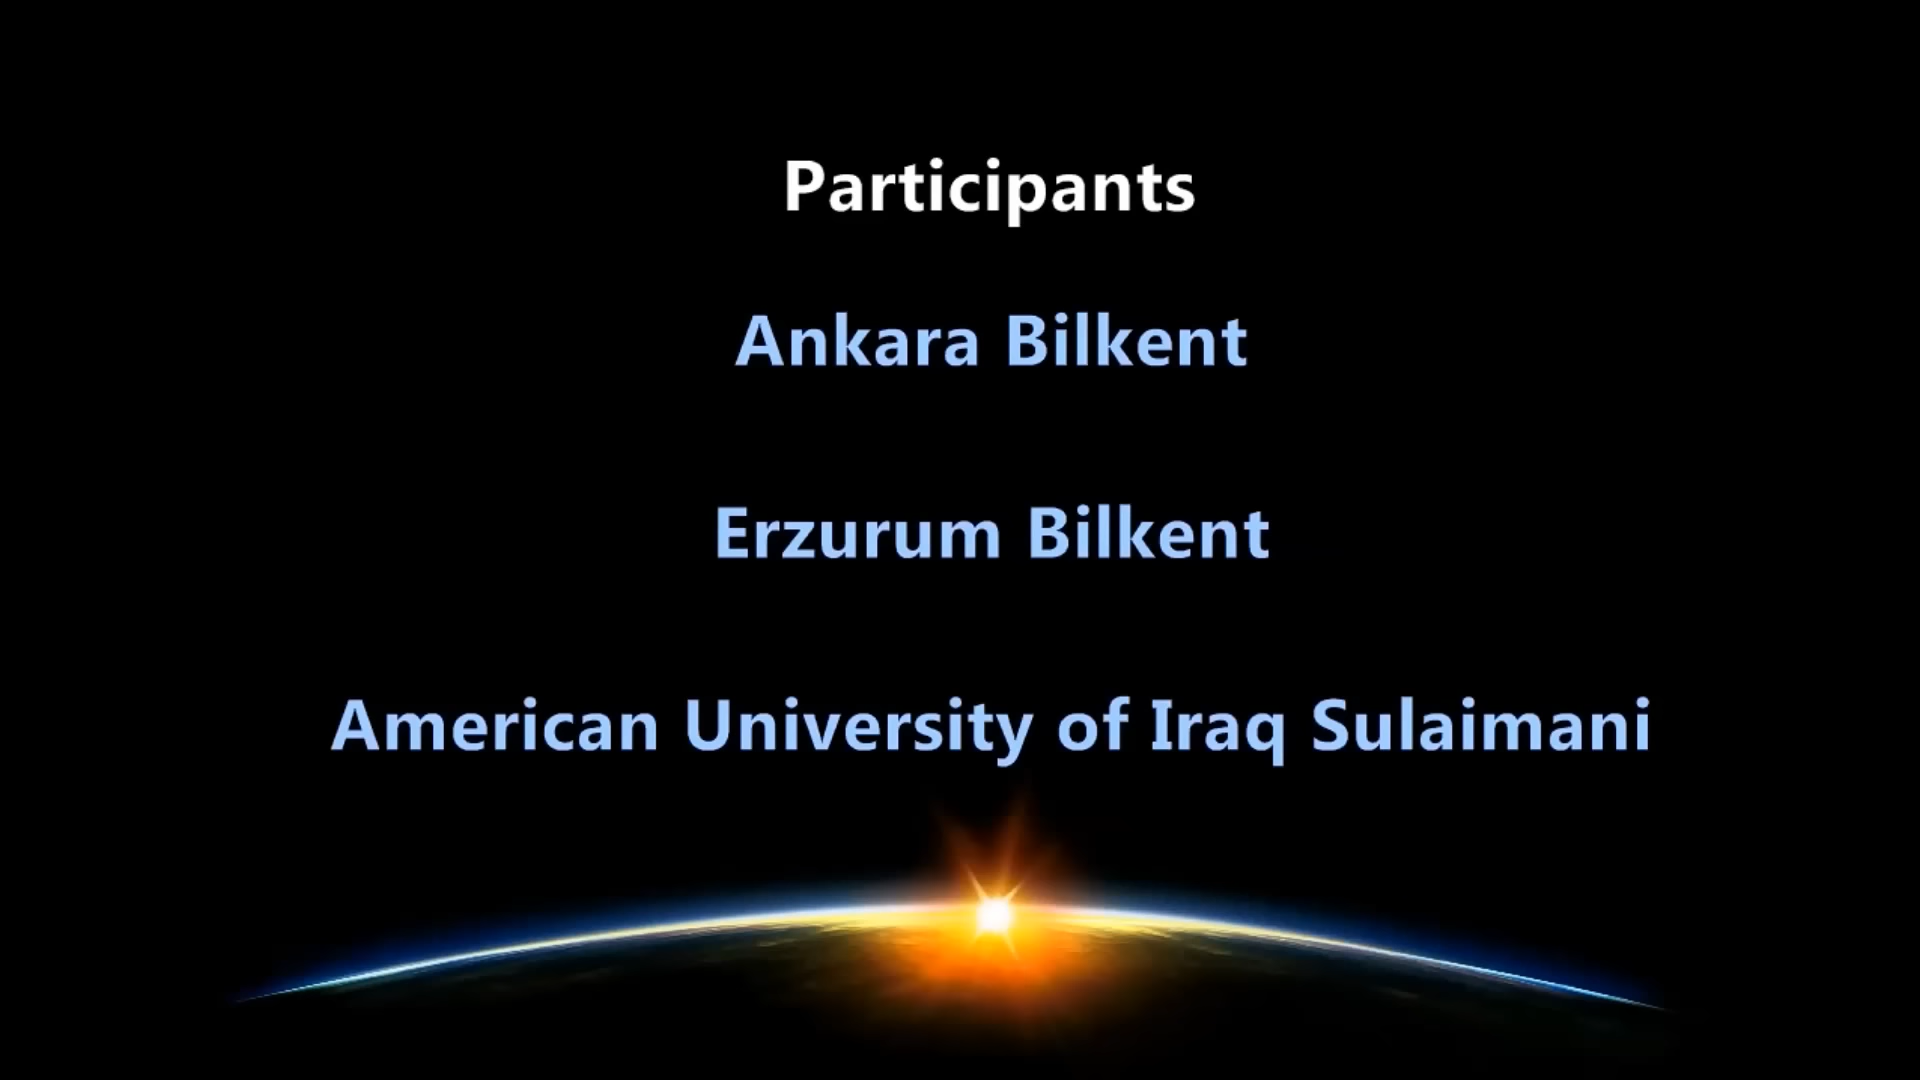 Participants
Ankara Bilkent
Erzurum Bilkent
American University of Iraq Sulaimani